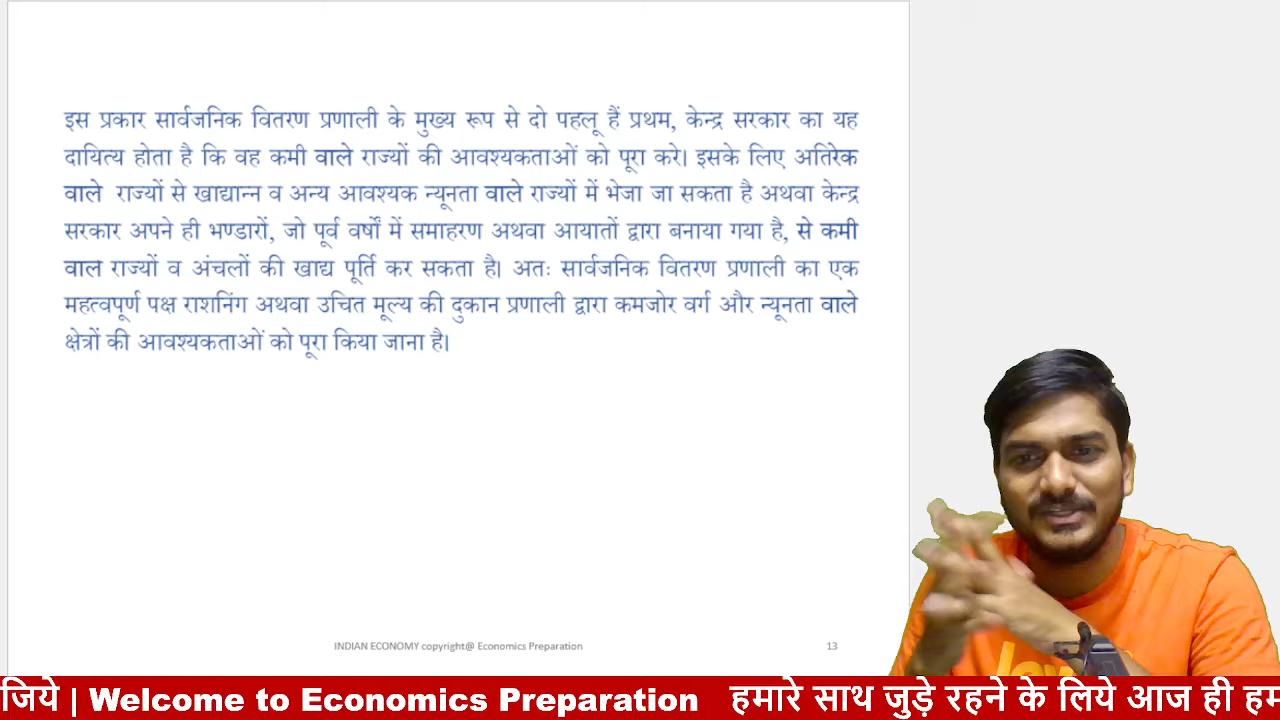 इस प्रकार सार्वजनिक वितरण प्रणाली के मुख्य रूप से दो पहलू हैं प्रथम, केन्द्र सरकार का यह
दायित्य होता है कि वह कमी वाले राज्यों की आवश्यकताओं को पूरा करे। इसके लिए अतिरेक
वाले राज्यों से खाद्यान्न व अन्य आवश्यक न्यूनता वाले राज्यों में भेजा जा सकता है अथवा केन्द्र
सरकार अपने ही भण्डारों, जो पूर्व वर्षों में समाहरण अथवा आयातों द्वारा बनाया गया है, से कमी
वाल राज्यों व अंचलों की खाद्य पूर्ति कर सकता है। अतः सार्वजनिक वितरण प्रणाली का एक
महत्वपूर्ण पक्ष राशनिंग अथवा उचित मूल्य की दुकान प्रणाली द्वारा कमजोर वर्ग और न्यूनता वाले
क्षेत्रों की आवश्यकताओं को पूरा किया जाना है।
INDIAN ECONOMY copyright@ Economics Preparation 13
जिये | Welcome to Economics Preparation हमारे साथ जुड़े रहने के लिये आज ही हम